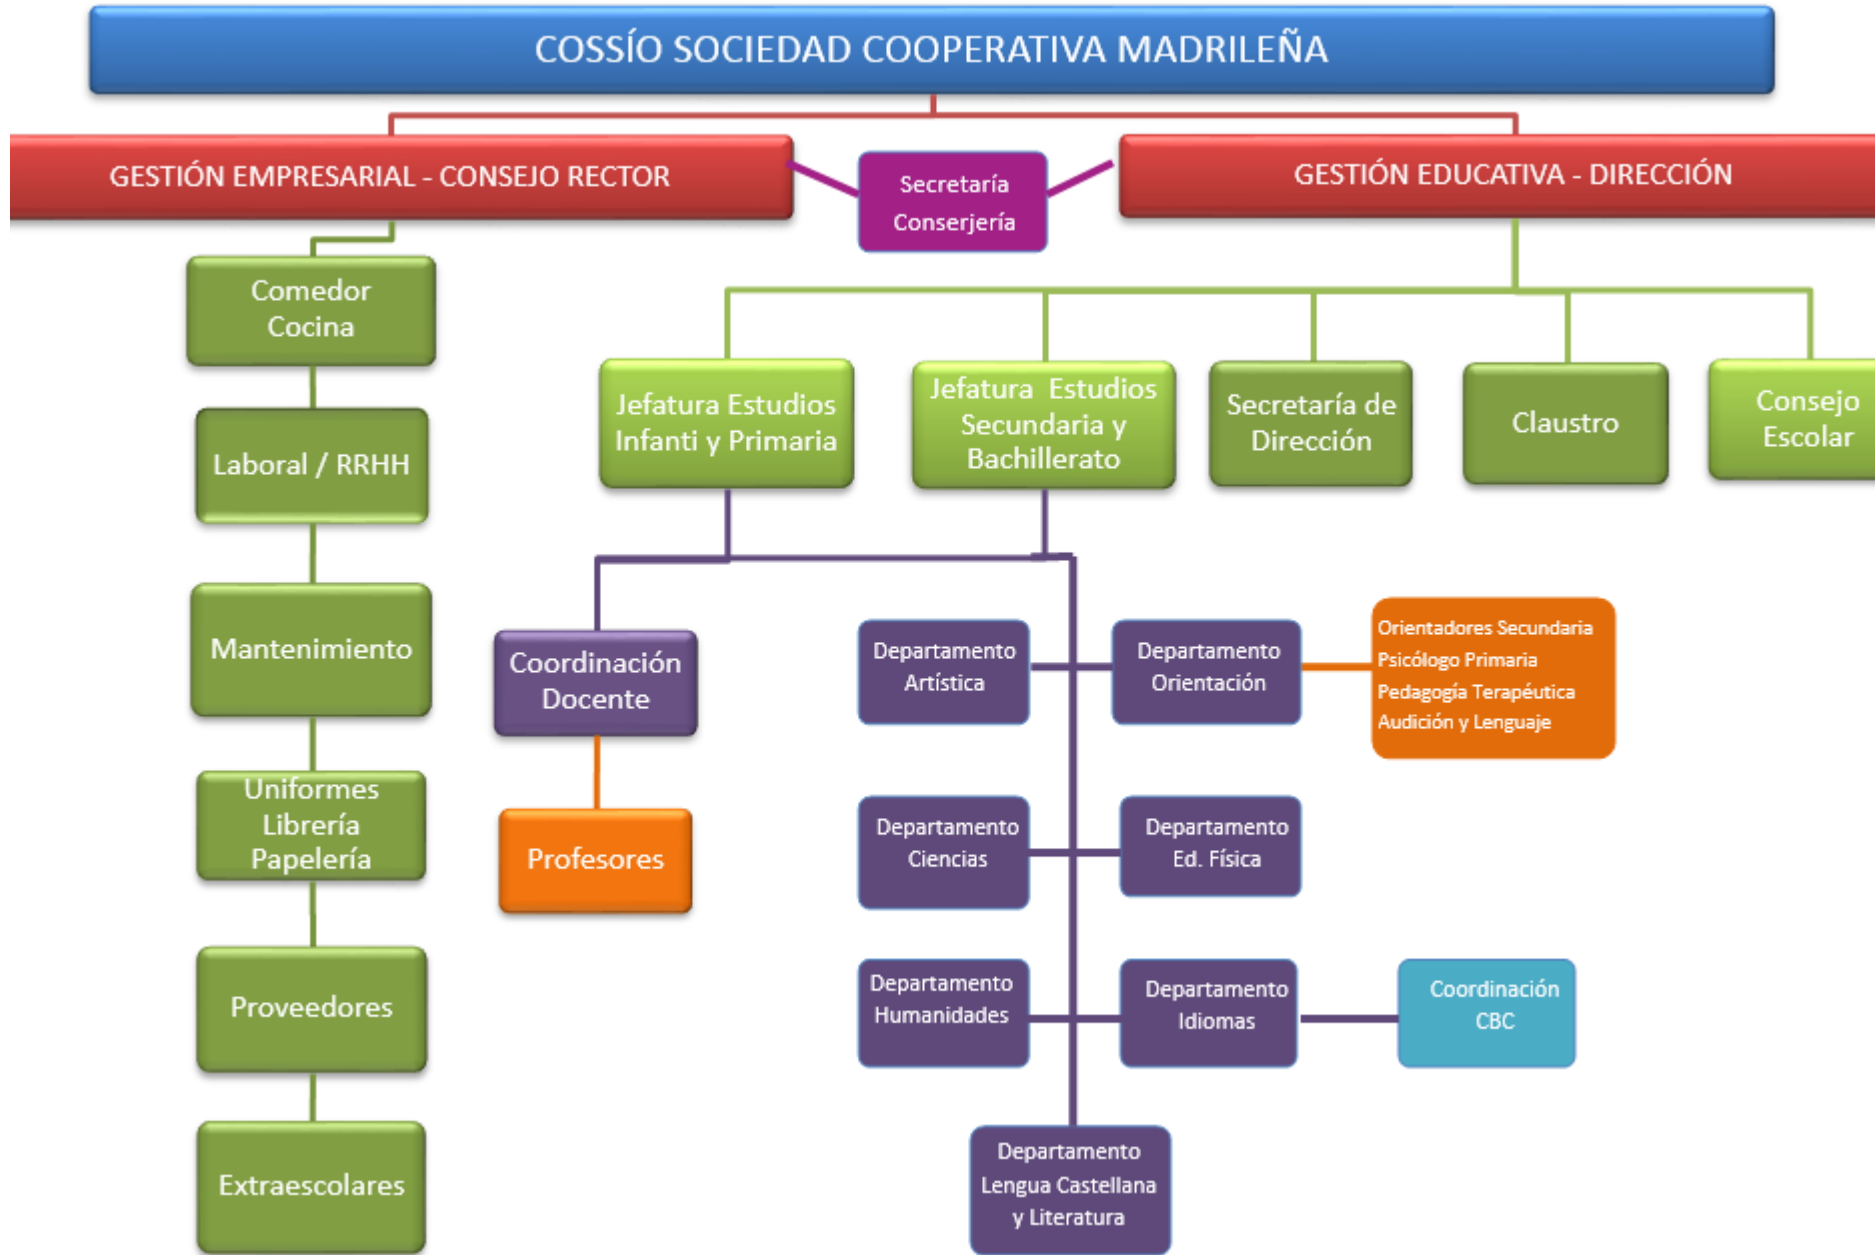 COSSÍO SOCIEDAD COOPERATIVA MADRILEÑA
GESTIÓN EMPRESARIAL - CONSEJO RECTOR
Secretaría
Conserjería
GESTIÓN EDUCATIVA - DIRECCIÓN
Comedor
Cocina
Laboral / RRHH
Mantenimiento
Uniformes
Librería
Papelería
Proveedores
Extraescolares
Jefatura Estudios
Infanti y Primaria
Jefatura Estudios
Secundaria y
Bachillerato
Secretaría de
Dirección
Claustro
Consejo
Escolar
Coordinación
Docente
Profesores
Departamento
Artística
Departamento
Orientación
Orientadores Secundaria
Psicólogo Primaria
Pedagogía Terapéutica
Audición y Lenguaje
Departamento
Ciencias
Departamento
Ed. Física
Departamento
Humanidades
Departamento
Idiomas
Coordinación
CBC
Departamento
Lengua Castellana
y Literatura